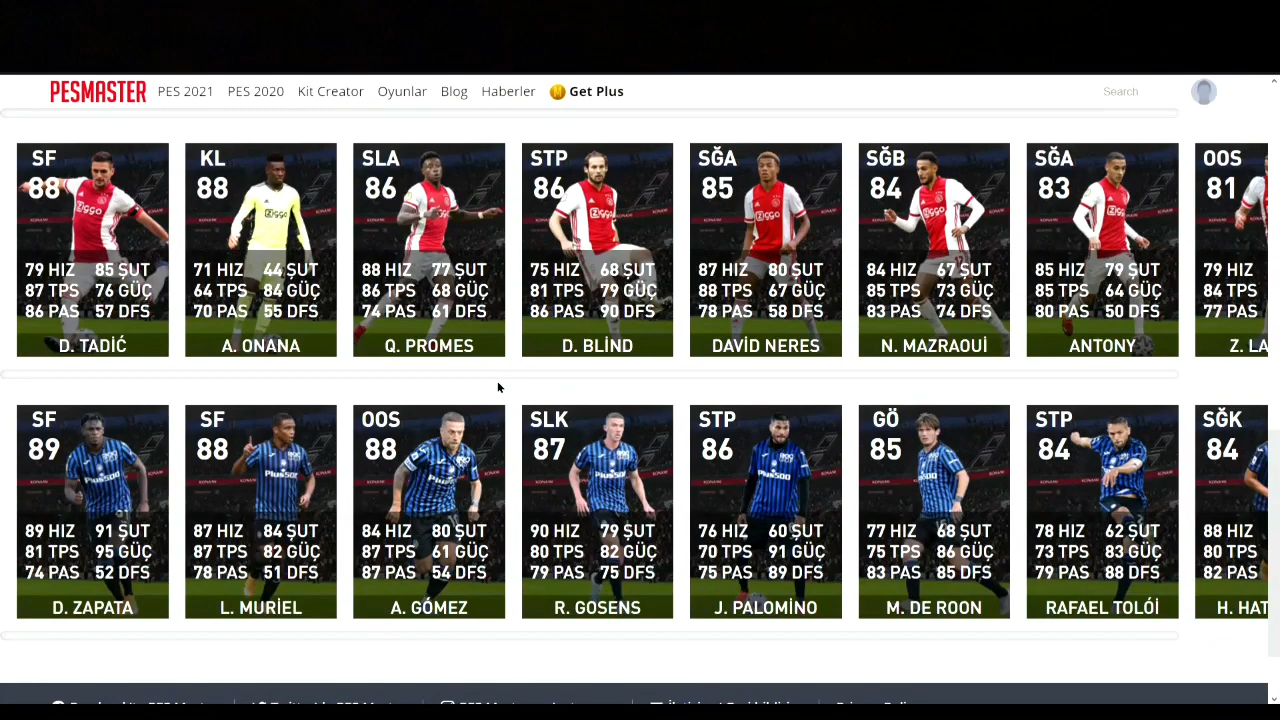 PESMASTER PES 2021 PES 2020 Kit Creator Oyunlar Blog Haberler Get Plus Search
SF 88 79 HIZ 85 ŞUT 87 TPS 76 GÜÇ 86 PAS 57 DFS D. TADİĆ
KL 88 71 HIZ 44 ŞUT 64 TPS 84 GÜÇ 70 PAS 55 DFS A. ONANA
SLA 86 88 HIZ 77 ŞUT 86 TPS 68 GÜÇ 74 PAS 61 DFS Q. PROMES
STP 86 75 HIZ 68 ŞUT 81 TPS 79 GÜÇ 86 PAS 90 DFS D. BLİND
SĞA 85 87 HIZ 80 ŞUT 88 TPS 67 GÜÇ 78 PAS 58 DFS DAVİD NERES
SĞB 84 84 HIZ 67 ŞUT 85 TPS 73 GÜÇ 83 PAS 74 DFS N. MAZRAOUİ
SĞA 83 85 HIZ 79 ŞUT 85 TPS 64 GÜÇ 80 PAS 50 DFS ANTONY
OOS 81 79 HIZ 84 TPS 77 PAS Z. LA
SF 89 89 HIZ 91 ŞUT 81 TPS 95 GÜÇ 74 PAS 52 DFS D. ZAPATA
SF 88 87 HIZ 84 ŞUT 87 TPS 82 GÜÇ 78 PAS 51 DFS L. MURİEL
OOS 88 84 HIZ 80 ŞUT 87 TPS 61 GÜÇ 87 PAS 54 DFS A. GÓMEZ
SLK 87 90 HIZ 79 ŞUT 80 TPS 82 GÜÇ 79 PAS 75 DFS R. GOSENS
STP 86 76 HIZ 60 ŞUT 70 TPS 91 GÜÇ 75 PAS 89 DFS J. PALOMİNO
GÖ 85 77 HIZ 68 ŞUT 75 TPS 86 GÜÇ 83 PAS 85 DFS M. DE ROON
STP 84 78 HIZ 62 ŞUT 73 TPS 83 GÜÇ 79 PAS 88 DFS RAFAEL TOLÓİ
SĞK 84 88 HIZ 80 TPS 82 PAS H. HAT